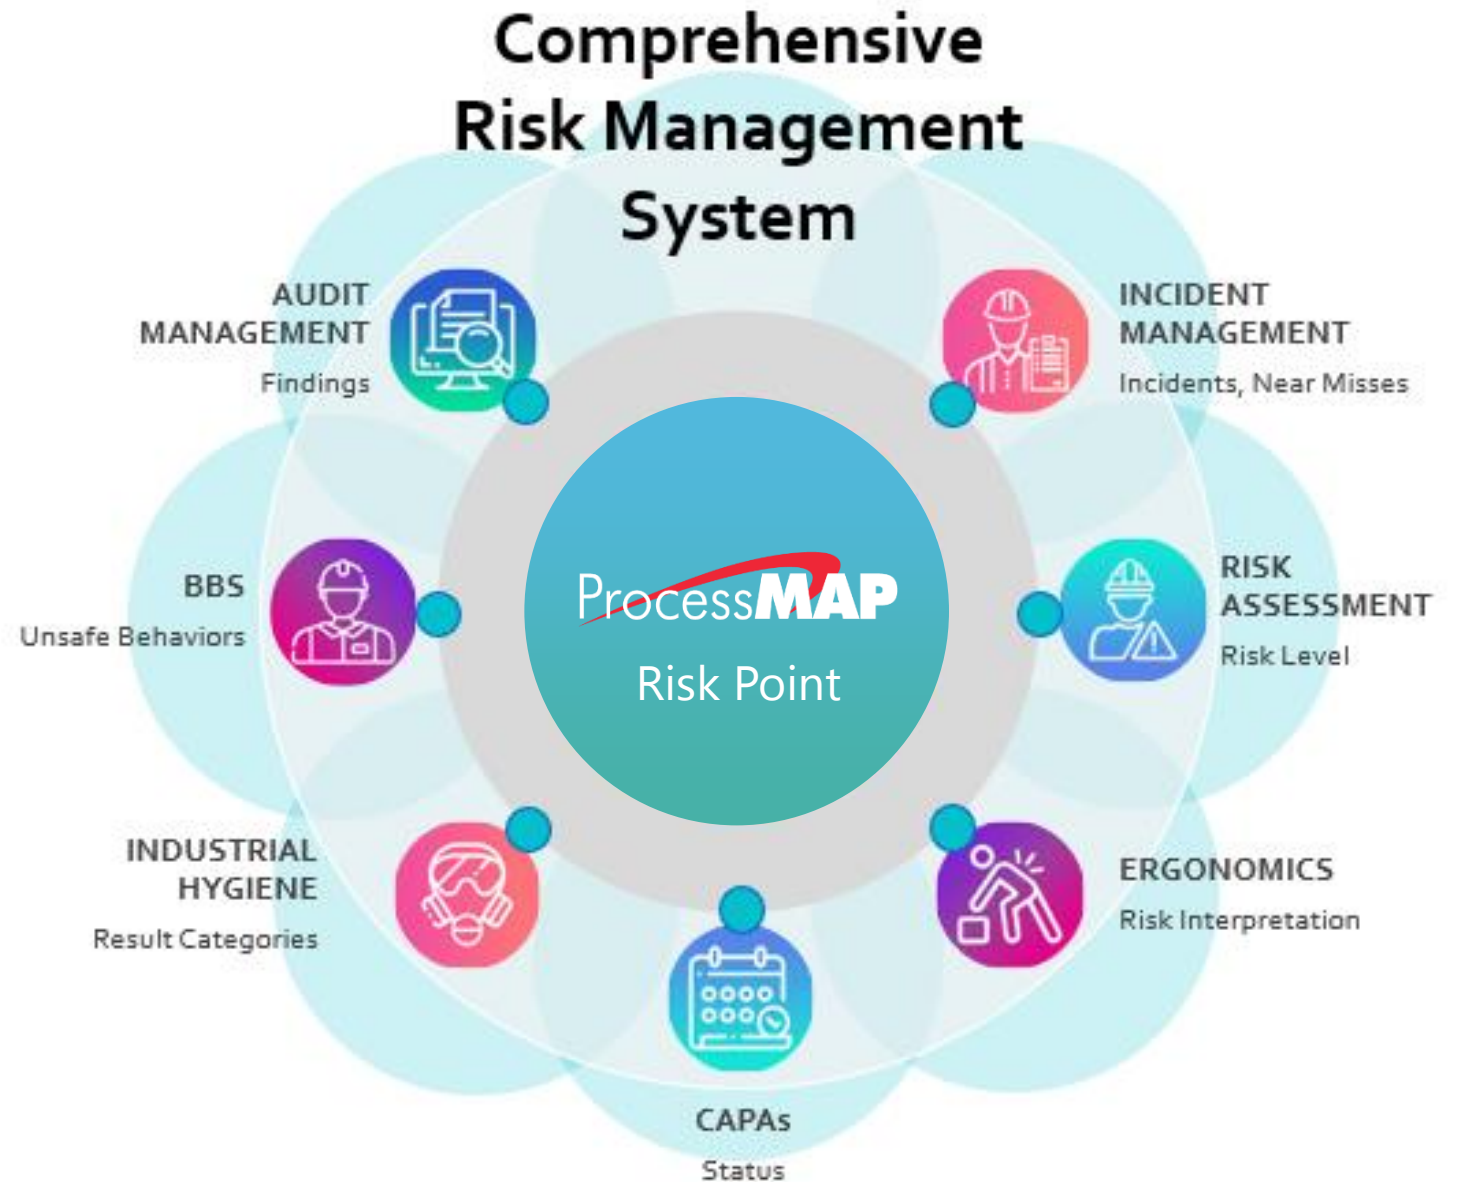 Comprehensive
Risk Management
System
AUDIT
MANAGEMENT
Findings
INCIDENT
MANAGEMENT
Incidents, Near Misses
BBS
Unsafe Behaviors
ProcessMAP
Risk Point
RISK
ASSESSMENT
Risk Level
INDUSTRIAL
HYGIENE
Result Categories
ERGONOMICS
Risk Interpretation
CAPAs
Status